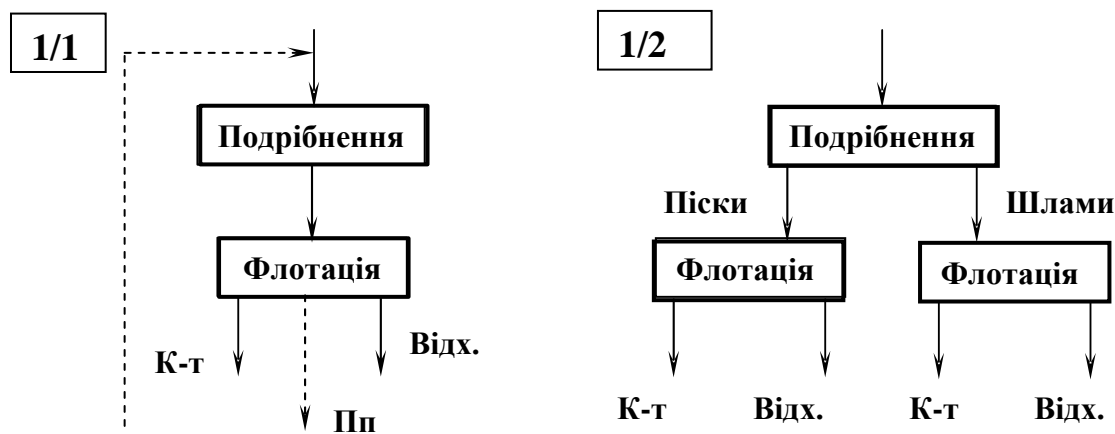 1/1
Подрібнення
Флотація
К-т
Відх.
Пп
1/2
Подрібнення
Піски
Шлами
Флотація
Флотація
К-т
Відх.
К-т
Відх.